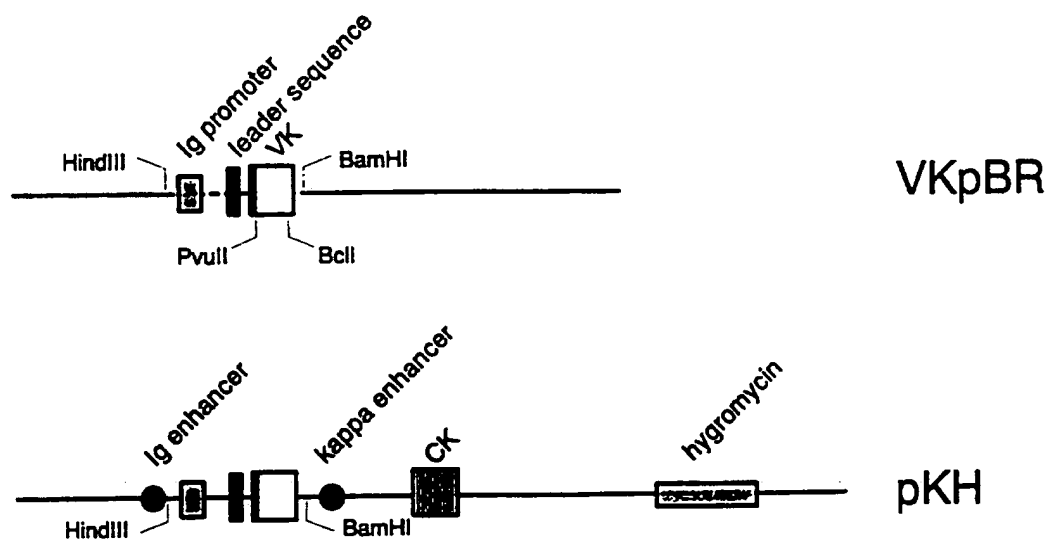 Ig promoter
leader sequence
VK
HindIII
BamHI
VKpBR
PvuII
BclI
Ig enhancer
kappa enhancer
CK
hygromycin
pKH
HindIII
BamHI